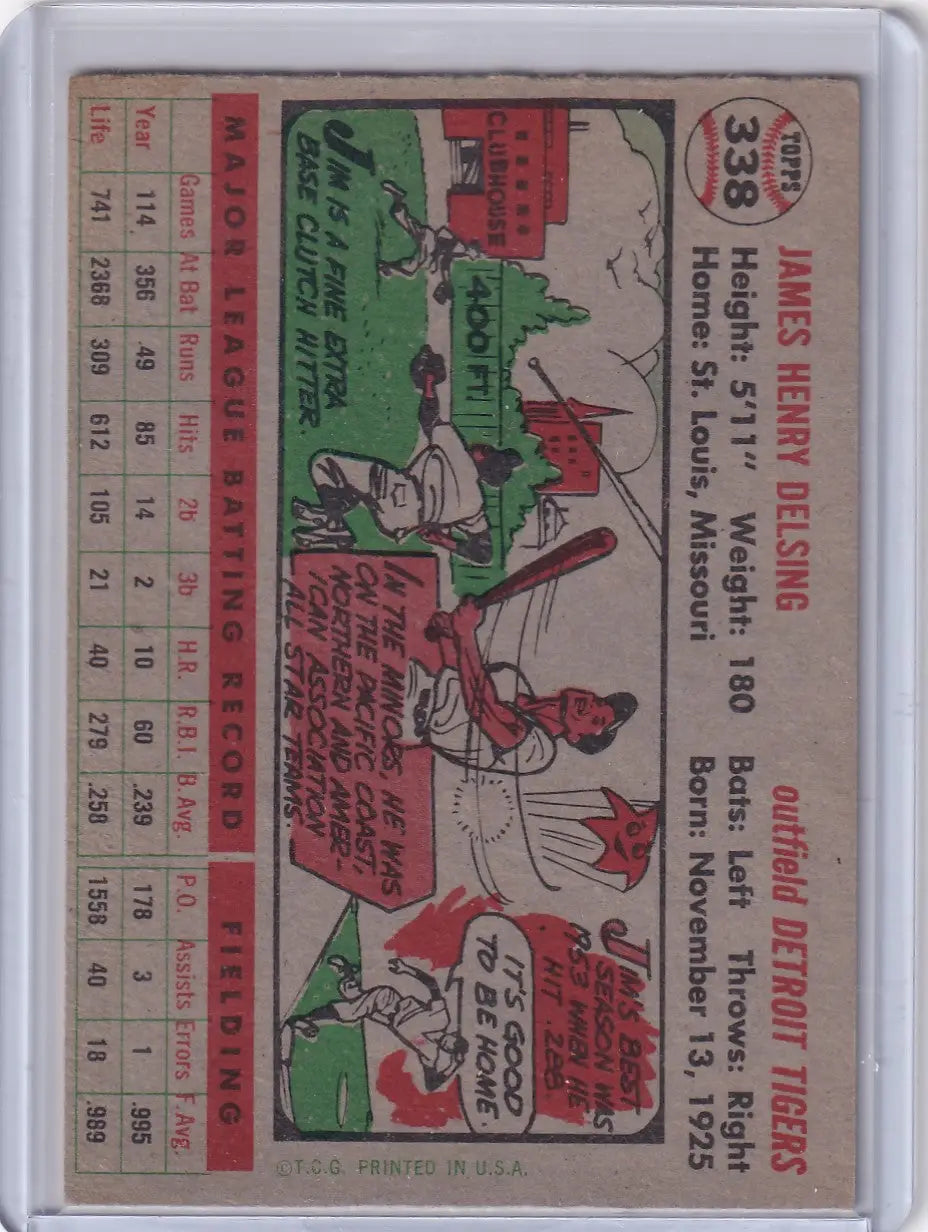 TOPPS
338
JAMES HENRY DELSING outfield DETROIT TIGERS
Height: 5'11" Weight: 180 Bats: Left Throws: Right
Home: St. Louis, Missouri Born: November 13, 1925
CLUBHOUSE
400 FT.
JIM IS A FINE EXTRA
BASE CLUTCH HITTER.
IN THE MINORS, HE WAS
ON THE PACIFIC COAST,
NORTHERN AND AMER-
ICAN ASSOCIATION
ALL STAR TEAMS.
JIM'S BEST
SEASON WAS
1953 WHEN HE
HIT .288.
IT'S GOOD
TO BE HOME.
MAJOR LEAGUE BATTING RECORD FIELDING
Games At Bat Runs Hits 2b 3b H.R. R.B.I. B.Avg. P.O. Assists Errors F.Avg.
Year 114 356 49 85 14 2 10 60 .239 178 3 1 .995
Life 741 2368 309 612 105 21 40 279 .258 1558 40 18 .989
©T.C.G. PRINTED IN U.S.A.